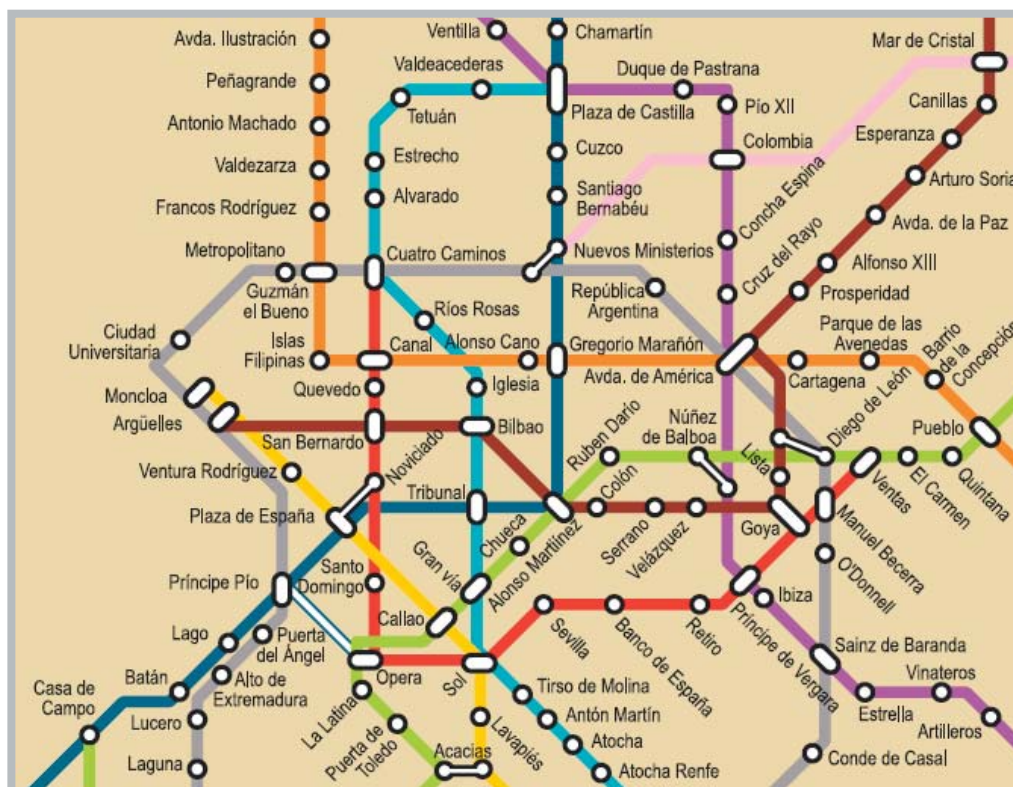 Ventilla
Chamartín
Avda. Ilustración
Mar de Cristal
Valdeacederas
Duque de Pastrana
Peñagrande
Tetuán
Plaza de Castilla
Pío XII
Canillas
Antonio Machado
Esperanza
Colombia
Estrecho
Cuzco
Valdezarza
Arturo Soria
Concha Espina
Alvarado
Santiago
Bernabéu
Francos Rodríguez
Avda. de la Paz
Cruz del Rayo
Metropolitano
Cuatro Caminos
Nuevos Ministerios
Alfonso XIII
Guzmán
el Bueno
República
Argentina
Prosperidad
Ríos Rosas
Ciudad
Universitaria
Islas
Filipinas
Canal
Alonso Cano
Gregorio Marañón
Parque de las
Avenedas
Barrio
de la
Concepción
Avda. de América
Cartagena
Quevedo
Iglesia
Moncloa
Diego de León
Argüelles
San Bernardo
Bilbao
Ruben Darío
Núñez
de Balboa
Pueblo
Noviciado
Lista
Ventura Rodríguez
Colón
Ventas
El Carmen
Quintana
Tribunal
Plaza de España
Chueca
Alonso Martíinez
Serrano
Velázquez
Goya
Manuel Becerra
Gran vía
O'Donnell
Príncipe Pío
Santo
Domingo
Callao
Ibiza
Príncipe de Vergara
Lago
Puerta
del Ángel
Sevilla
Banco de España
Retiro
Sainz de Baranda
Batán
Alto de
Extremadura
Opera
Sol
Vinateros
Casa de
Campo
Lucero
La Latina
Tirso de Molina
Estrella
Antón Martín
Lavapiés
Artilleros
Puerta de
Toledo
Acacias
Atocha
Laguna
Conde de Casal
Atocha Renfe